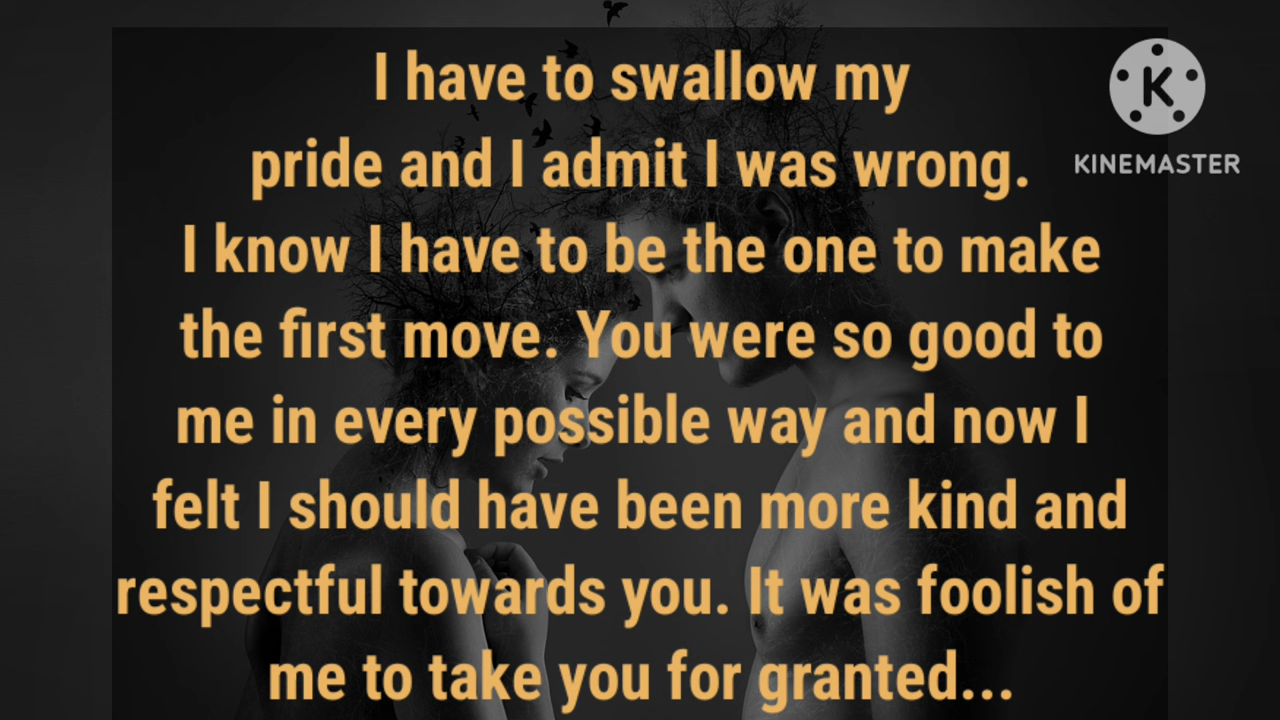 I have to swallow my
pride and I admit I was wrong.
I know I have to be the one to make
the first move. You were so good to
me in every possible way and now I
felt I should have been more kind and
respectful towards you. It was foolish of
me to take you for granted...
K
KINEMASTER